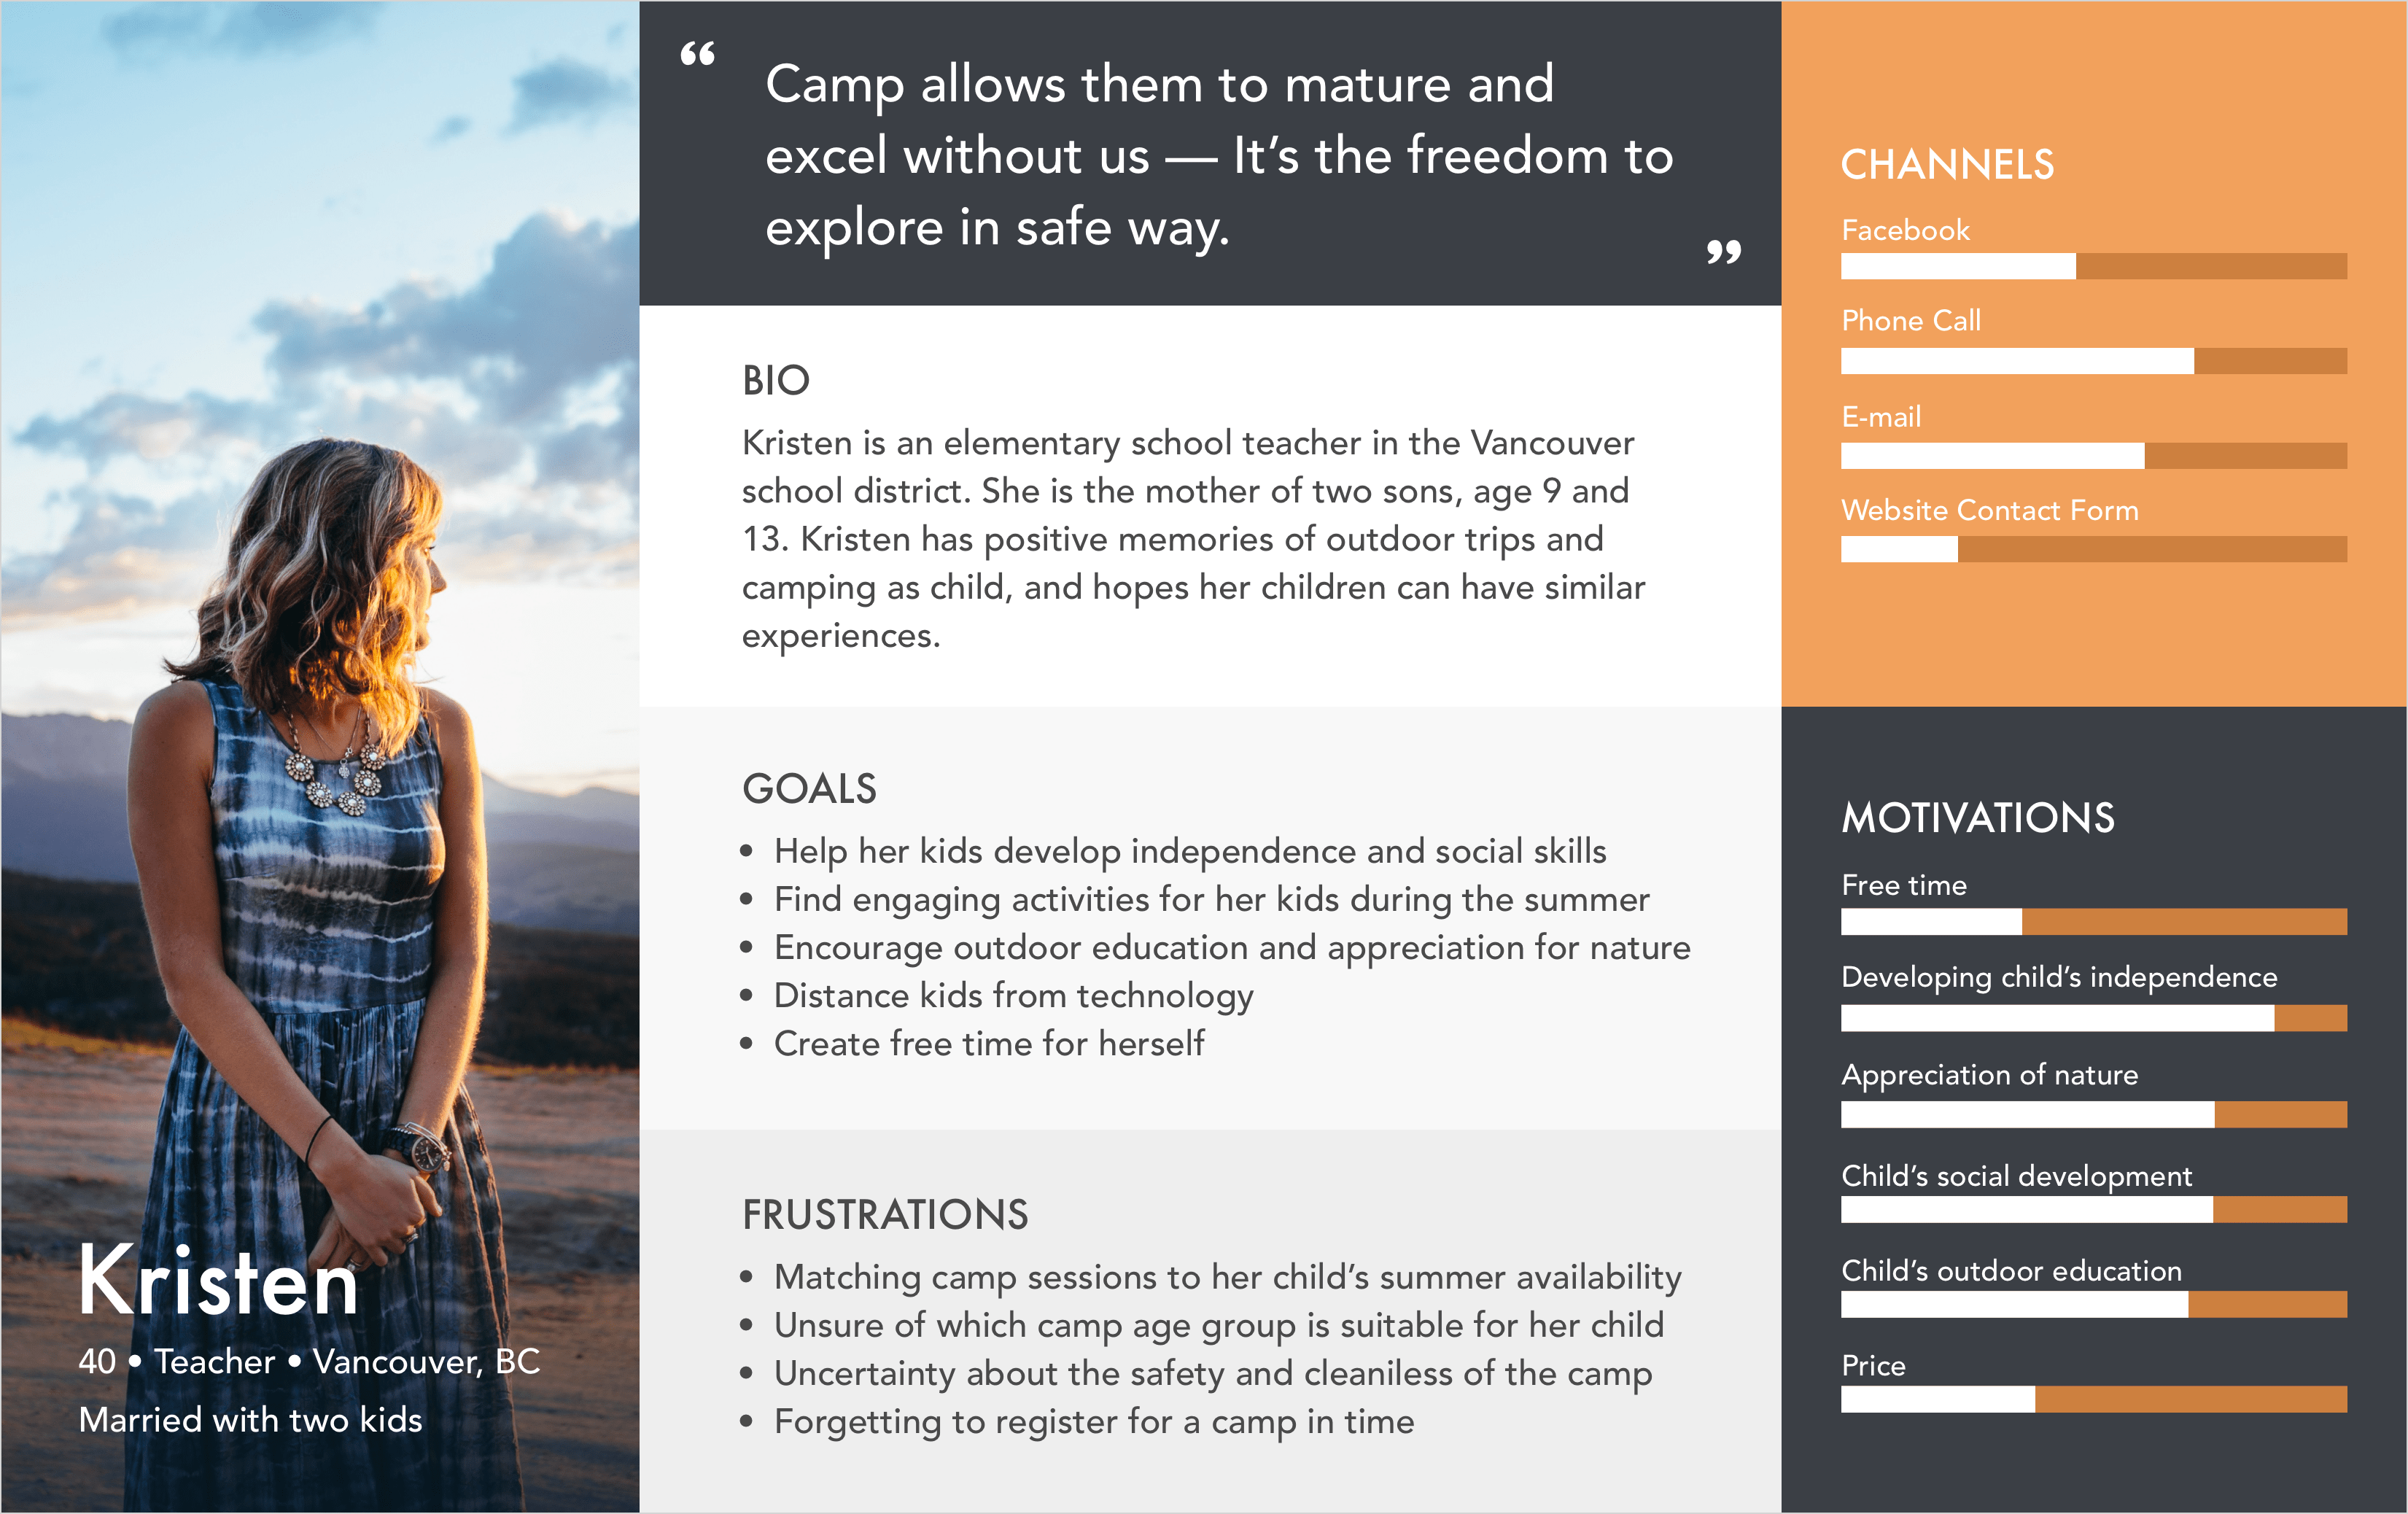 “
Camp allows them to mature and
excel without us — It’s the freedom to
explore in safe way.
”
BIO
Kristen is an elementary school teacher in the Vancouver
school district. She is the mother of two sons, age 9 and
13. Kristen has positive memories of outdoor trips and
camping as child, and hopes her children can have similar
experiences.
GOALS
• Help her kids develop independence and social skills
• Find engaging activities for her kids during the summer
• Encourage outdoor education and appreciation for nature
• Distance kids from technology
• Create free time for herself
FRUSTRATIONS
• Matching camp sessions to her child’s summer availability
• Unsure of which camp age group is suitable for her child
• Uncertainty about the safety and cleaniless of the camp
• Forgetting to register for a camp in time
Kristen
40 • Teacher • Vancouver, BC
Married with two kids
CHANNELS
Facebook
Phone Call
E-mail
Website Contact Form
MOTIVATIONS
Free time
Developing child’s independence
Appreciation of nature
Child’s social development
Child’s outdoor education
Price